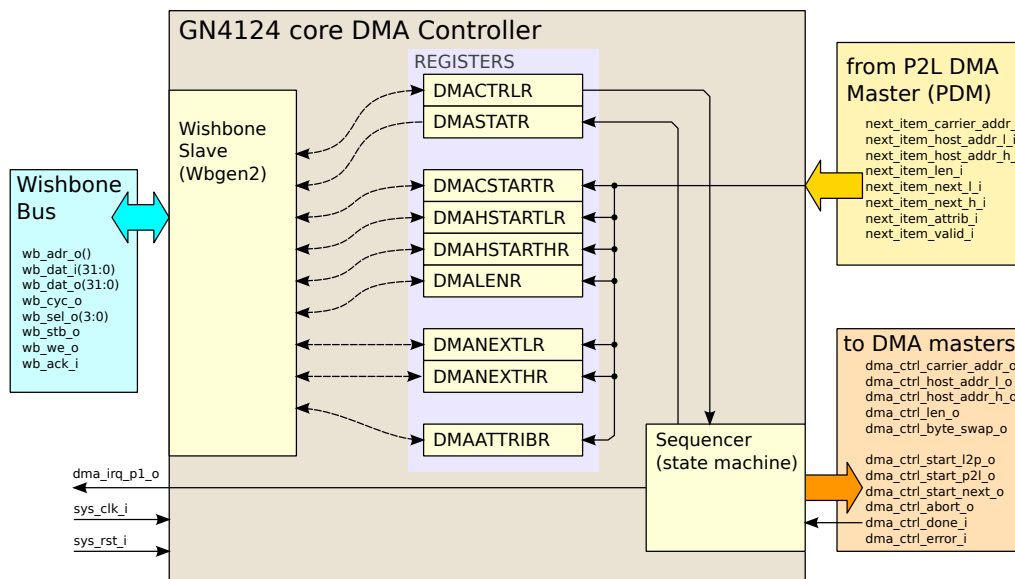 GN4124 core DMA Controller
REGISTERS
DMACTRLR
DMASTATR
DMACSTARTR
DMAHSTARTLR
DMAHSTARTHR
DMALENR
DMANEXTLR
DMANEXTHR
DMAATTRIBR
Wishbone
Slave
(Wbgen2)
Wishbone
Bus
wb_adr_o()
wb_dat_i(31:0)
wb_dat_o(31:0)
wb_cyc_o
wb_sel_o(3:0)
wb_stb_o
wb_we_o
wb_ack_i
from P2L DMA
Master (PDM)
next_item_carrier_addr_
next_item_host_addr_l_i
next_item_host_addr_h_
next_item_len_i
next_item_next_l_i
next_item_next_h_i
next_item_attrib_i
next_item_valid_i
to DMA masters
dma_ctrl_carrier_addr_o
dma_ctrl_host_addr_l_o
dma_ctrl_host_addr_h_o
dma_ctrl_len_o
dma_ctrl_byte_swap_o
dma_ctrl_start_l2p_o
dma_ctrl_start_p2l_o
dma_ctrl_start_next_o
dma_ctrl_abort_o
dma_ctrl_done_i
dma_ctrl_error_i
Sequencer
(state machine)
dma_irq_p1_o
sys_clk_i
sys_rst_i